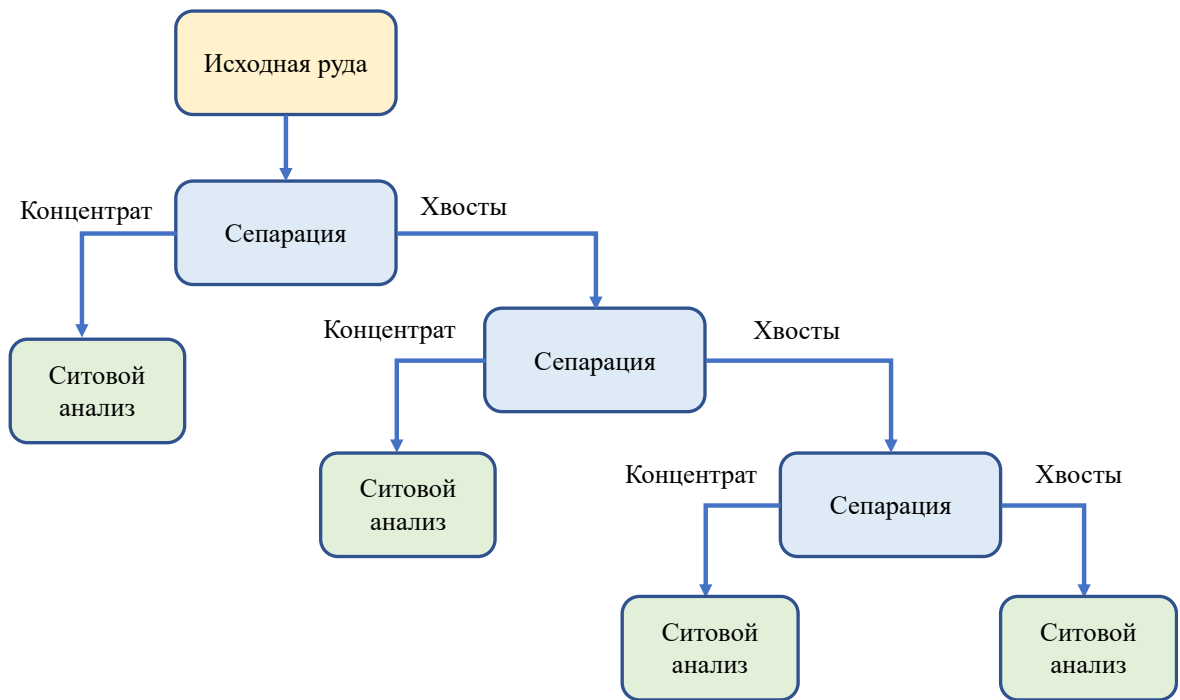 Исходная руда
Концентрат
Хвосты
Сепарация
Концентрат
Хвосты
Сепарация
Ситовой
анализ
Концентрат
Хвосты
Ситовой
анализ
Сепарация
Ситовой
анализ
Ситовой
анализ